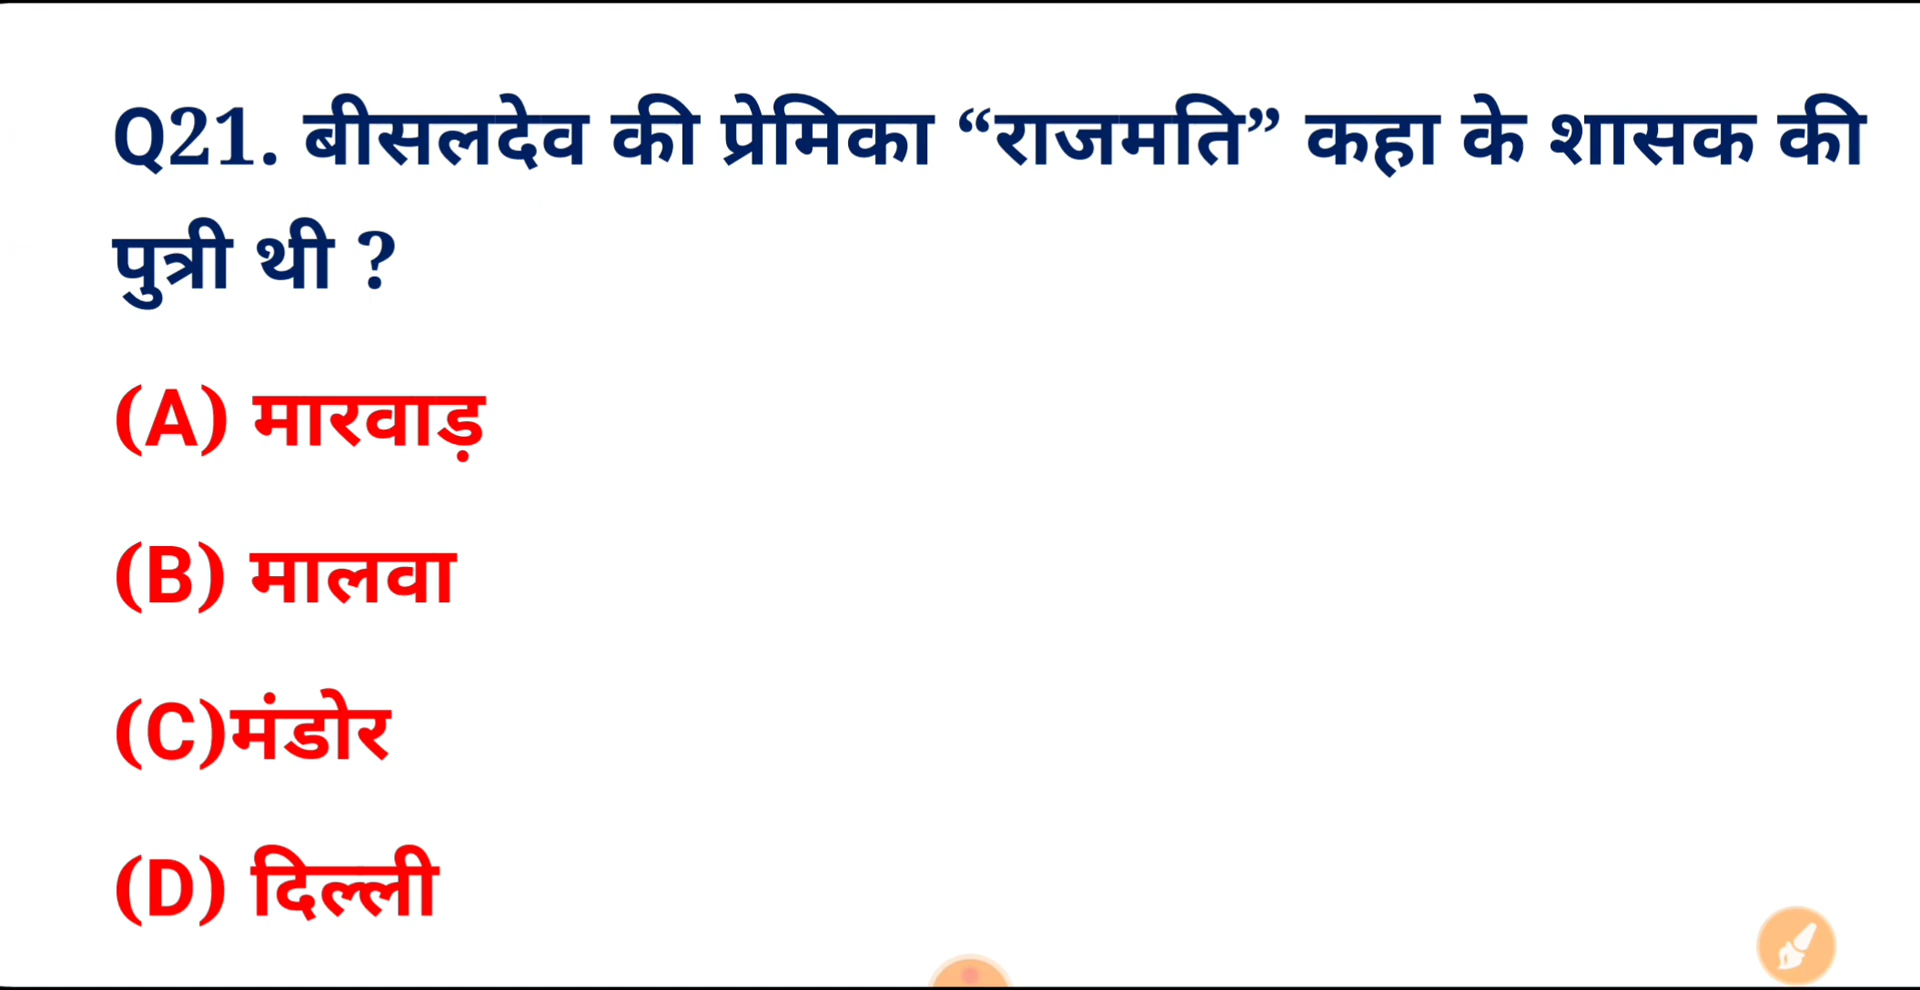 Q21. बीसलदेव की प्रेमिका “राजमति” कहा के शासक की
पुत्री थी ?
(A) मारवाड़
(B) मालवा
(C)मंडोर
(D) दिल्ली